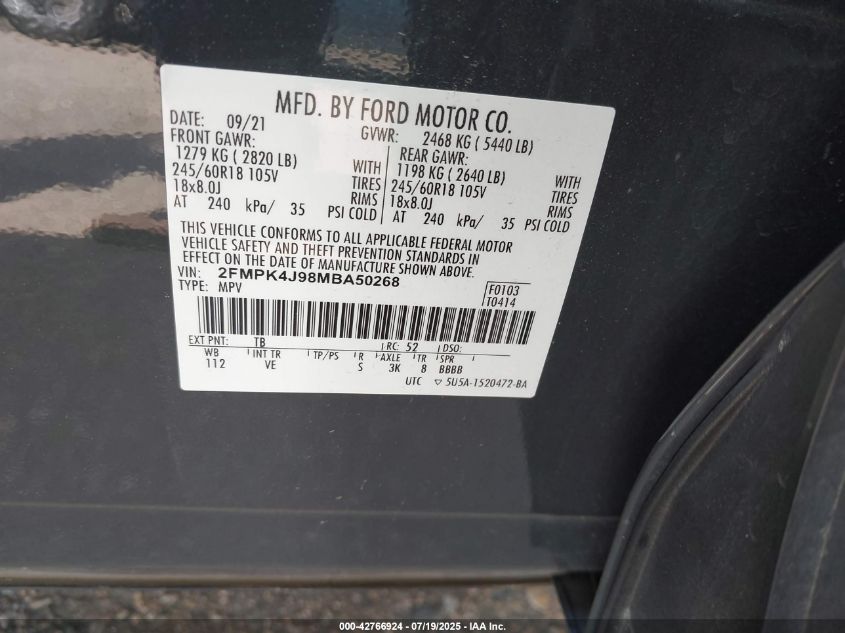 MFD. BY FORD MOTOR CO.
DATE: 09/21 GVWR: 2468 KG ( 5440 LB)
FRONT GAWR: REAR GAWR:
1279 KG ( 2820 LB) WITH 1198 KG ( 2640 LB) WITH
245/60R18 105V TIRES 245/60R18 105V TIRES
18x8.0J RIMS 18x8.0J RIMS
AT 240 kPa/ 35 PSI COLD AT 240 kPa/ 35 PSI COLD
THIS VEHICLE CONFORMS TO ALL APPLICABLE FEDERAL MOTOR
VEHICLE SAFETY AND THEFT PREVENTION STANDARDS IN
EFFECT ON THE DATE OF MANUFACTURE SHOWN ABOVE.
VIN: 2FMPK4J98MBA50268 F0103
TYPE: MPV T0414
EXT PNT: TB RC: 52 DSO:
WB INT TR TP/PS R AXLE TR SPR
112 VE S 3K 8 BBBB
UTC ▽ 5U5A-1520472-BA
000-42766924 | 07/19/2025 | IAA Inc.